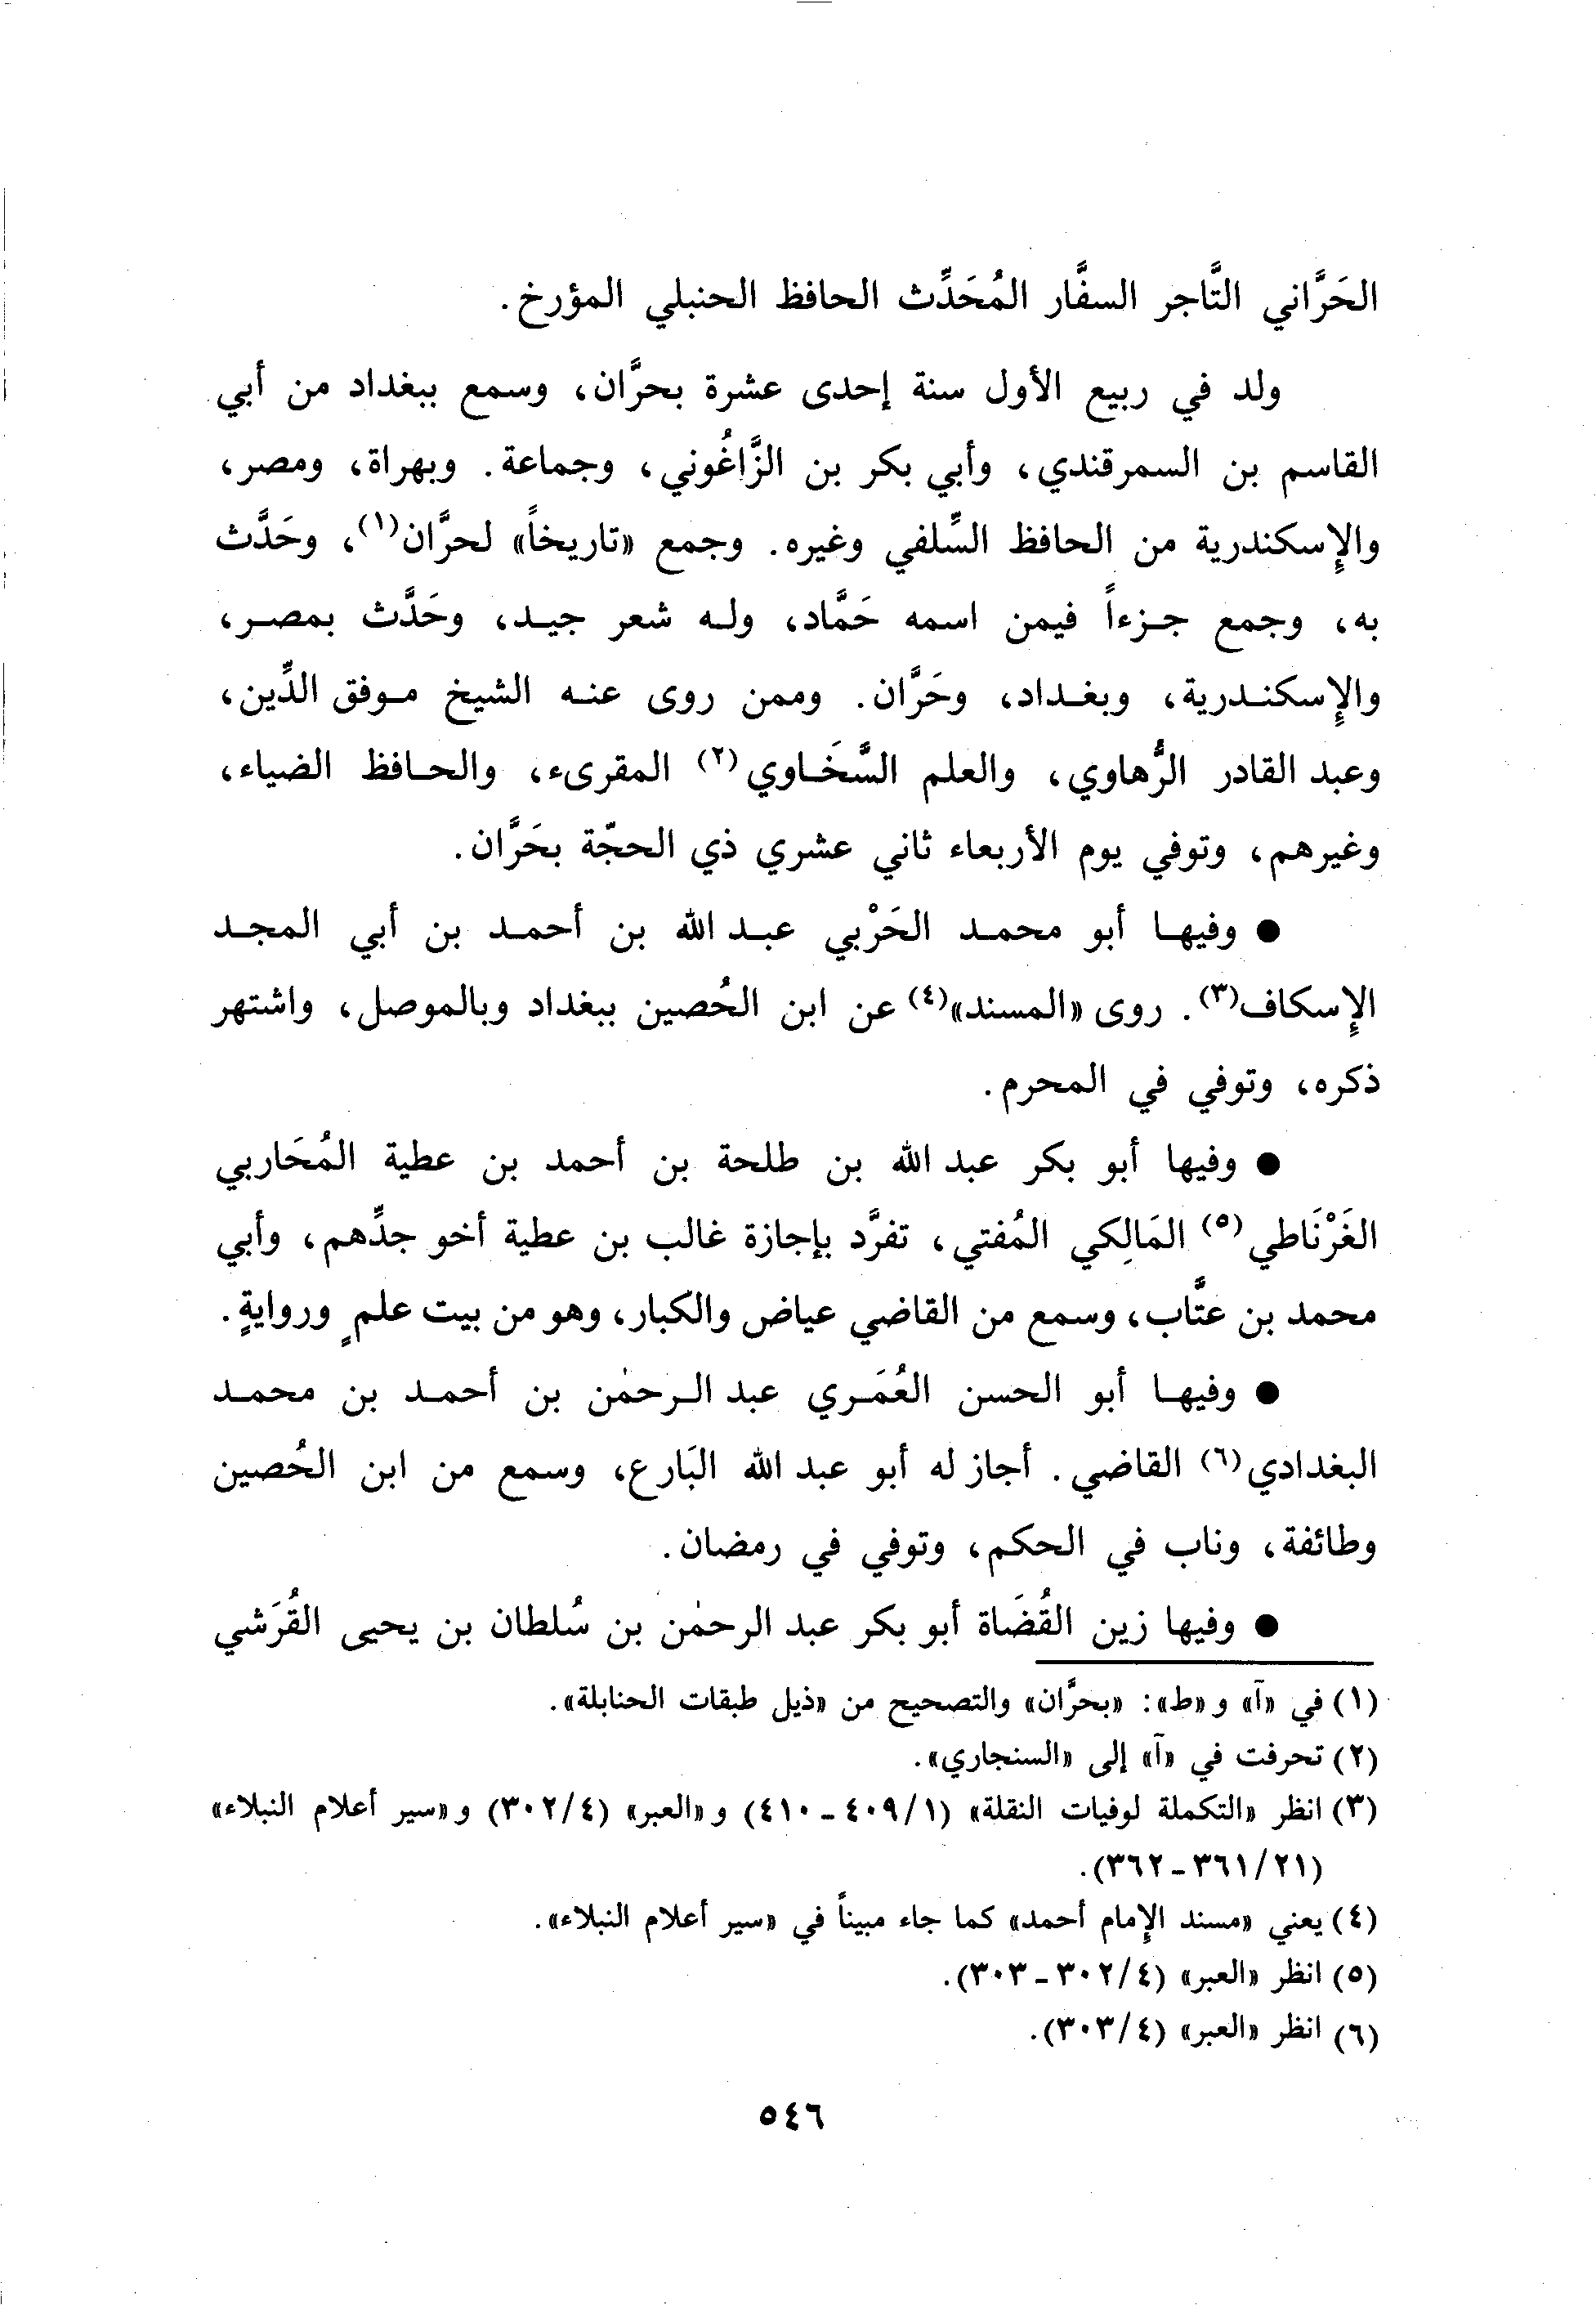 الحَرَّاني التَّاجر السفَّار المُحَدِّث الحافظ الحنبلي المؤرخ.
ولد في ربيع الأول سنة إحدى عشرة بحرَّان، وسمع ببغداد من أبي
القاسم بن السمرقندي، وأبي بكر بن الزَّاغُوني، وجماعة. وبهراة، ومصر،
والإسكندرية من الحافظ السِّلفي وغيره. وجمع «تاريخاً» لحرَّان(١)، وحَدَّث
به، وجمع جزءاً فيمن اسمه حَمَّاد، وله شعر جيد، وحَدَّث بمصر،
والإسكندرية، وبغداد، وحَرَّان. وممن روى عنه الشيخ موفق الدِّين،
وعبد القادر الرُّهاوي، والعلم السَّخَاوي(٢) المقرىء، والحافظ الضياء،
وغيرهم، وتوفي يوم الأربعاء ثاني عشري ذي الحجّة بحَرَّان.
● وفيها أبو محمد الحَرْبي عبد الله بن أحمد بن أبي المجد
الإسكاف(٣). روى «المسند»(٤) عن ابن الحُصين ببغداد وبالموصل، واشتهر
ذكره، وتوفي في المحرم.
● وفيها أبو بكر عبد الله بن طلحة بن أحمد بن عطية المُحَاربي
الغَرْنَاطي(٥) المَالِكي المُفتي، تفرَّد بإجازة غالب بن عطية أخو جدِّهم، وأبي
محمد بن عتَّاب، وسمع من القاضي عياض والكبار، وهو من بيت علمٍ وروايةٍ.
● وفيها أبو الحسن العُمَري عبد الرحمٰن بن أحمد بن محمد
البغدادي(٦) القاضي. أجاز له أبو عبد الله البَارع، وسمع من ابن الحُصين
وطائفة، وناب في الحكم، وتوفي في رمضان.
● وفيها زين القُضَاة أبو بكر عبد الرحمٰن بن سُلطان بن يحيى القُرَشي
(١) في «آ» و «ط»: «بحرَّان» والتصحيح من «ذيل طبقات الحنابلة».
(٢) تحرفت في «آ» إلى «السنجاري».
(٣) انظر «التكملة لوفيات النقلة» (١/ ٤٠٩ - ٤١٠) و «العبر» (٤/ ٣٠٢) و «سير أعلام النبلاء»
(٢١/ ٣٦١ - ٣٦٢).
(٤) يعني «مسند الإمام أحمد» كما جاء مبيناً في «سير أعلام النبلاء».
(٥) انظر «العبر» (٤/ ٣٠٢ - ٣٠٣).
(٦) انظر «العبر» (٤/ ٣٠٣).
٥٤٦